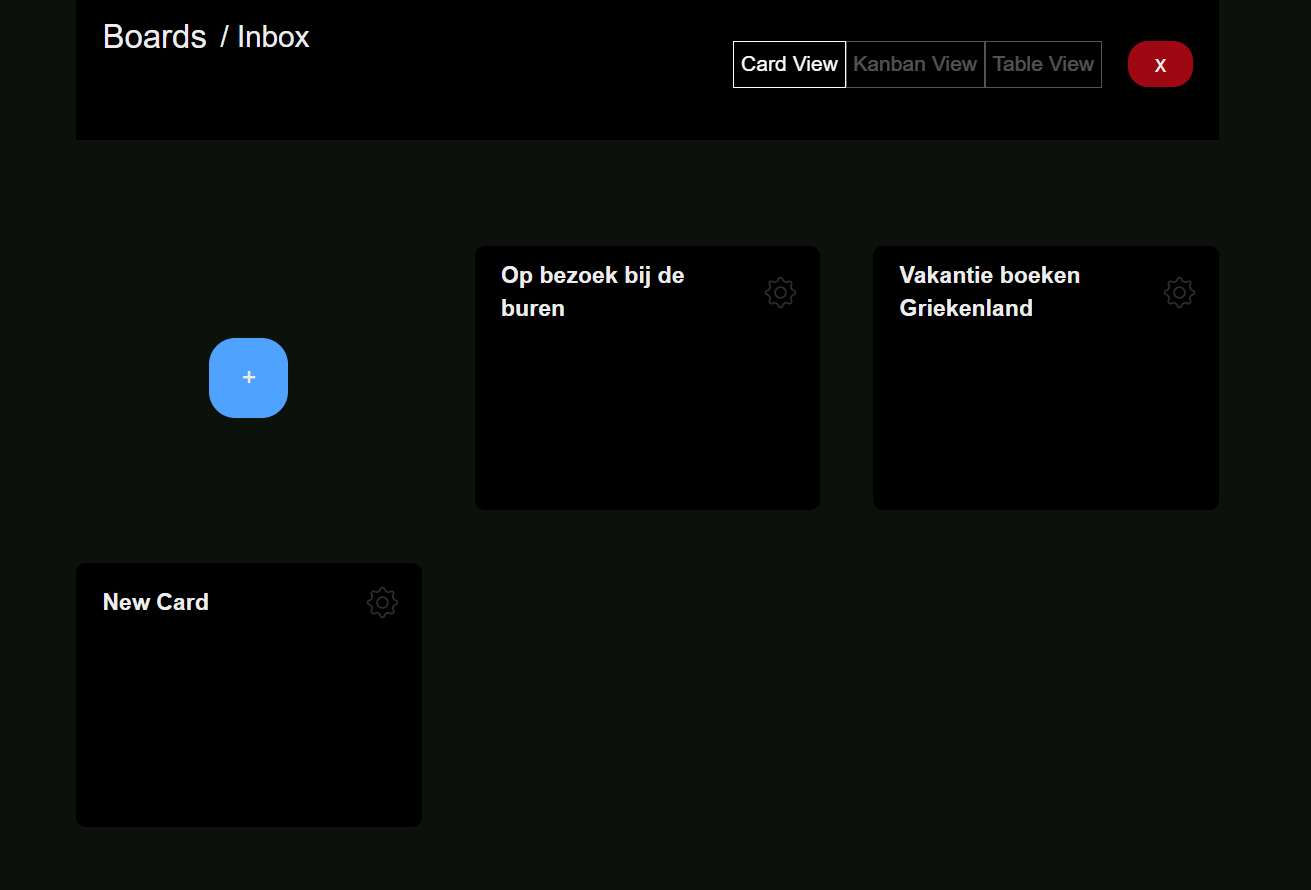 Boards / Inbox
Card View Kanban View Table View X
+
Op bezoek bij de
buren
Vakantie boeken
Griekenland
New Card